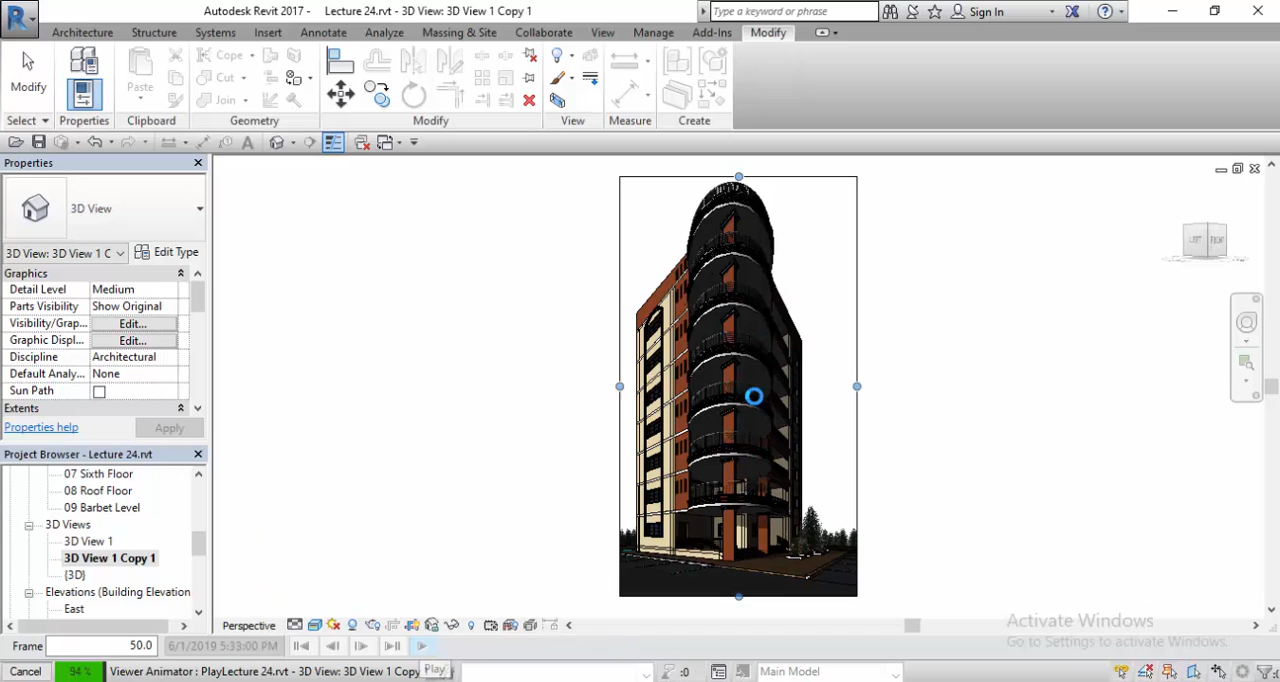 Autodesk Revit 2017 - Lecture 24.rvt - 3D View: 3D View 1 Copy 1
Type a keyword or phrase
Sign In
Architecture Structure Systems Insert Annotate Analyze Massing & Site Collaborate View Manage Add-Ins Modify
Modify
Paste
Cope
Cut
Join
Select Properties Clipboard Geometry Modify View Measure Create
Properties
3D View
3D View: 3D View 1 C
Edit Type
Graphics
Detail Level Medium
Parts Visibility Show Original
Visibility/Grap... Edit...
Graphic Displ... Edit...
Discipline Architectural
Default Analy... None
Sun Path
Extents
Properties help
Apply
Project Browser - Lecture 24.rvt
07 Sixth Floor
08 Roof Floor
09 Barbet Level
3D Views
3D View 1
3D View 1 Copy 1
{3D}
Elevations (Building Elevation
East
LEFT
Perspective
Activate Windows
Go to Settings to activate Windows.
Frame 50.0 6/1/2019 5:33:00 PM
Cancel 94 % Viewer Animator : PlayLecture 24.rvt - 3D View: 3D View 1 Copy
Play
:0
Main Model